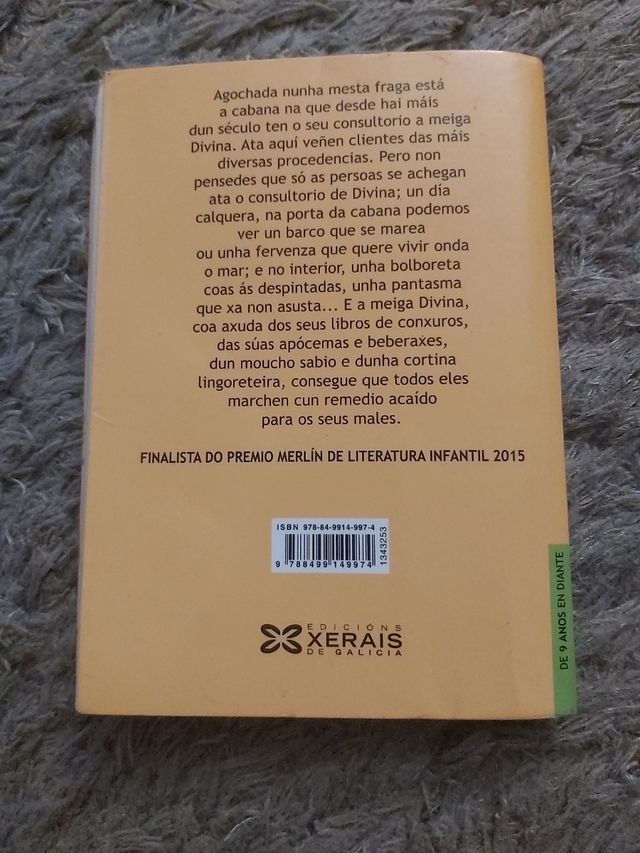 Agochada nunha mesta fraga está
a cabana na que desde hai máis
dun século ten o seu consultorio a meiga
Divina. Ata aquí veñen clientes das máis
diversas procedencias. Pero non
pensedes que só as persoas se achegan
ata o consultorio de Divina; un día
calquera, na porta da cabana podemos
ver un barco que se marea
ou unha fervenza que quere vivir onda
o mar; e no interior, unha bolboreta
coas ás despintadas, unha pantasma
que xa non asusta... E a meiga Divina,
coa axuda dos seus libros de conxuros,
das súas apócemas e beberaxes,
dun moucho sabio e dunha cortina
lingoreteira, consegue que todos eles
marchen cun remedio acaído
para os seus males.
FINALISTA DO PREMIO MERLÍN DE LITERATURA INFANTIL 2015
ISBN 978-84-9914-997-4
9 788499 149974
1343253
EDICIÓNS
XERAIS
DE GALICIA
DE 9 ANOS EN DIANTE